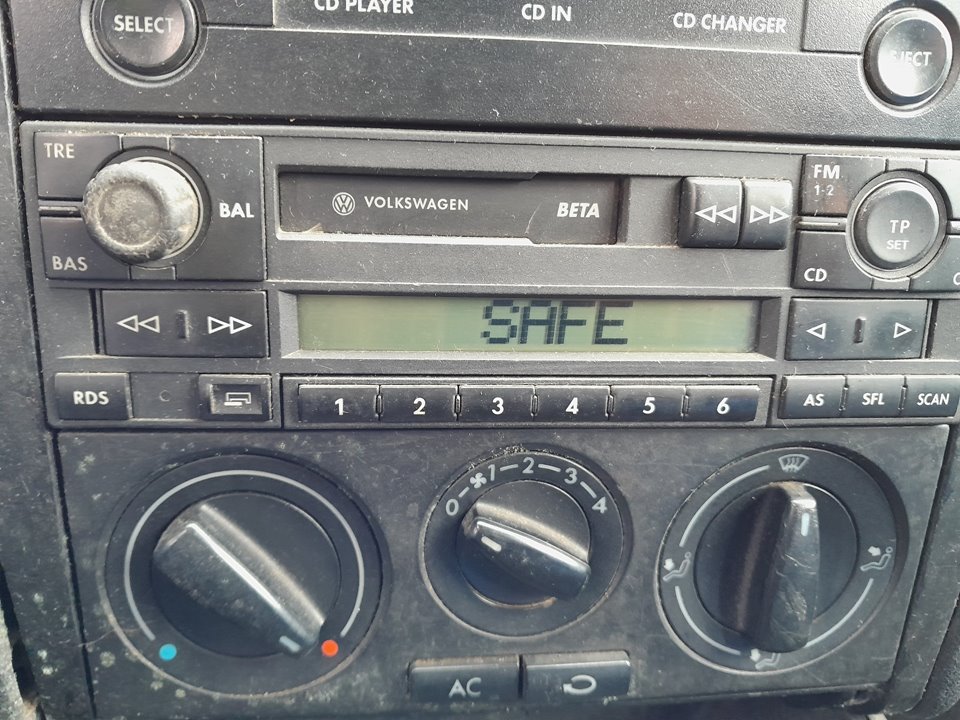 SELECT
CD PLAYER
CD IN
CD CHANGER
EJECT
TRE
BAL
BAS
VOLKSWAGEN
BETA
FM
1-2
TP
SET
CD
SAFE
RDS
1 2 3 4 5 6
AS SFL SCAN
0 1 2 3 4
AC